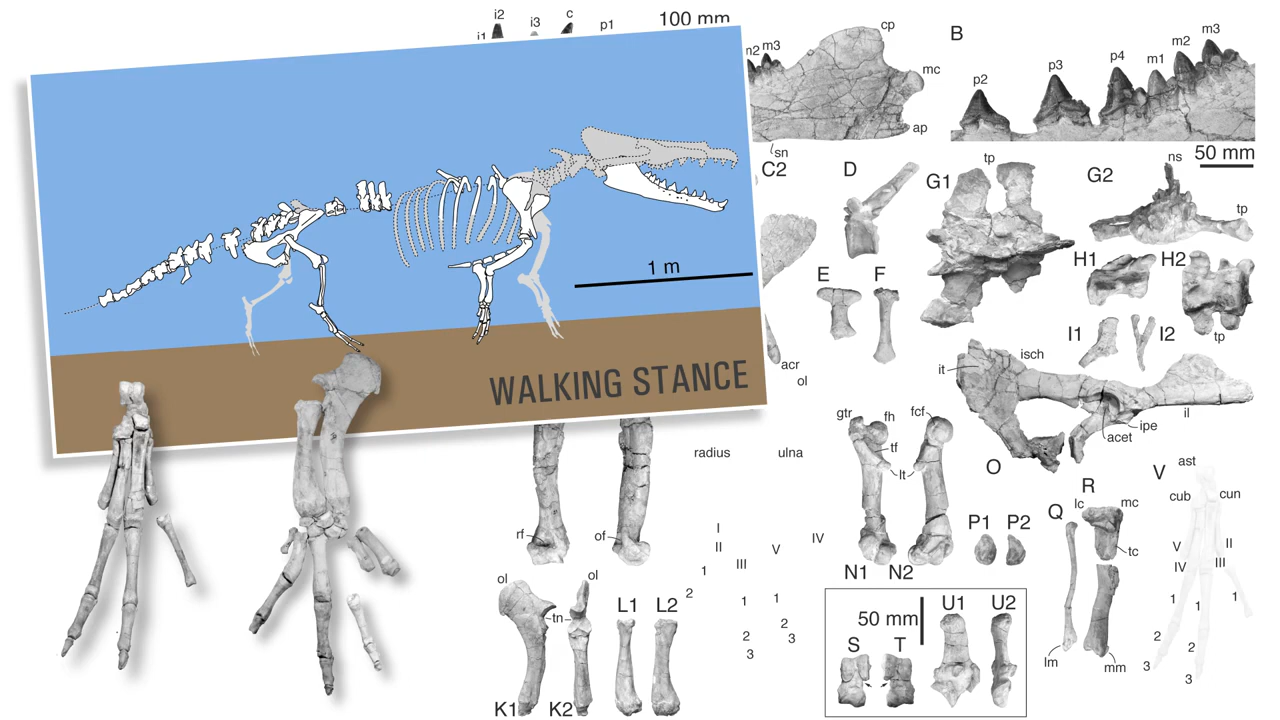 i1
i2
i3
c
p1
100 mm
m2
m3
cp
mc
ap
sn
B
p2
p3
p4
m1
m2
m3
50 mm
1 m
WALKING STANCE
C2
acr
ol
D
E
F
G1
tp
G2
ns
tp
H1
H2
tp
I1
I2
isch
it
ipe
il
acet
O
radius
ulna
rf
of
I
II
III
IV
V
1
2
1
1
2
2
3
3
gtr
fh
fcf
tf
lt
N1
N2
P1
P2
ol
ol
tn
K1
K2
L1
L2
50 mm
S
T
U1
U2
Q
R
lc
mc
tc
lm
mm
V
ast
cub
cun
V
IV
II
III
1
1
1
2
2
3
3